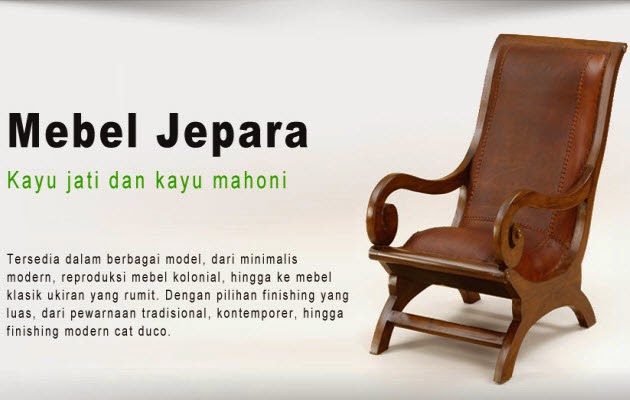 Mebel Jepara
Kayu jati dan kayu mahoni
Tersedia dalam berbagai model, dari minimalis
modern, reproduksi mebel kolonial, hingga ke mebel
klasik ukiran yang rumit. Dengan pilihan finishing yang
luas, dari pewarnaan tradisional, kontemporer, hingga
finishing modern cat duco.